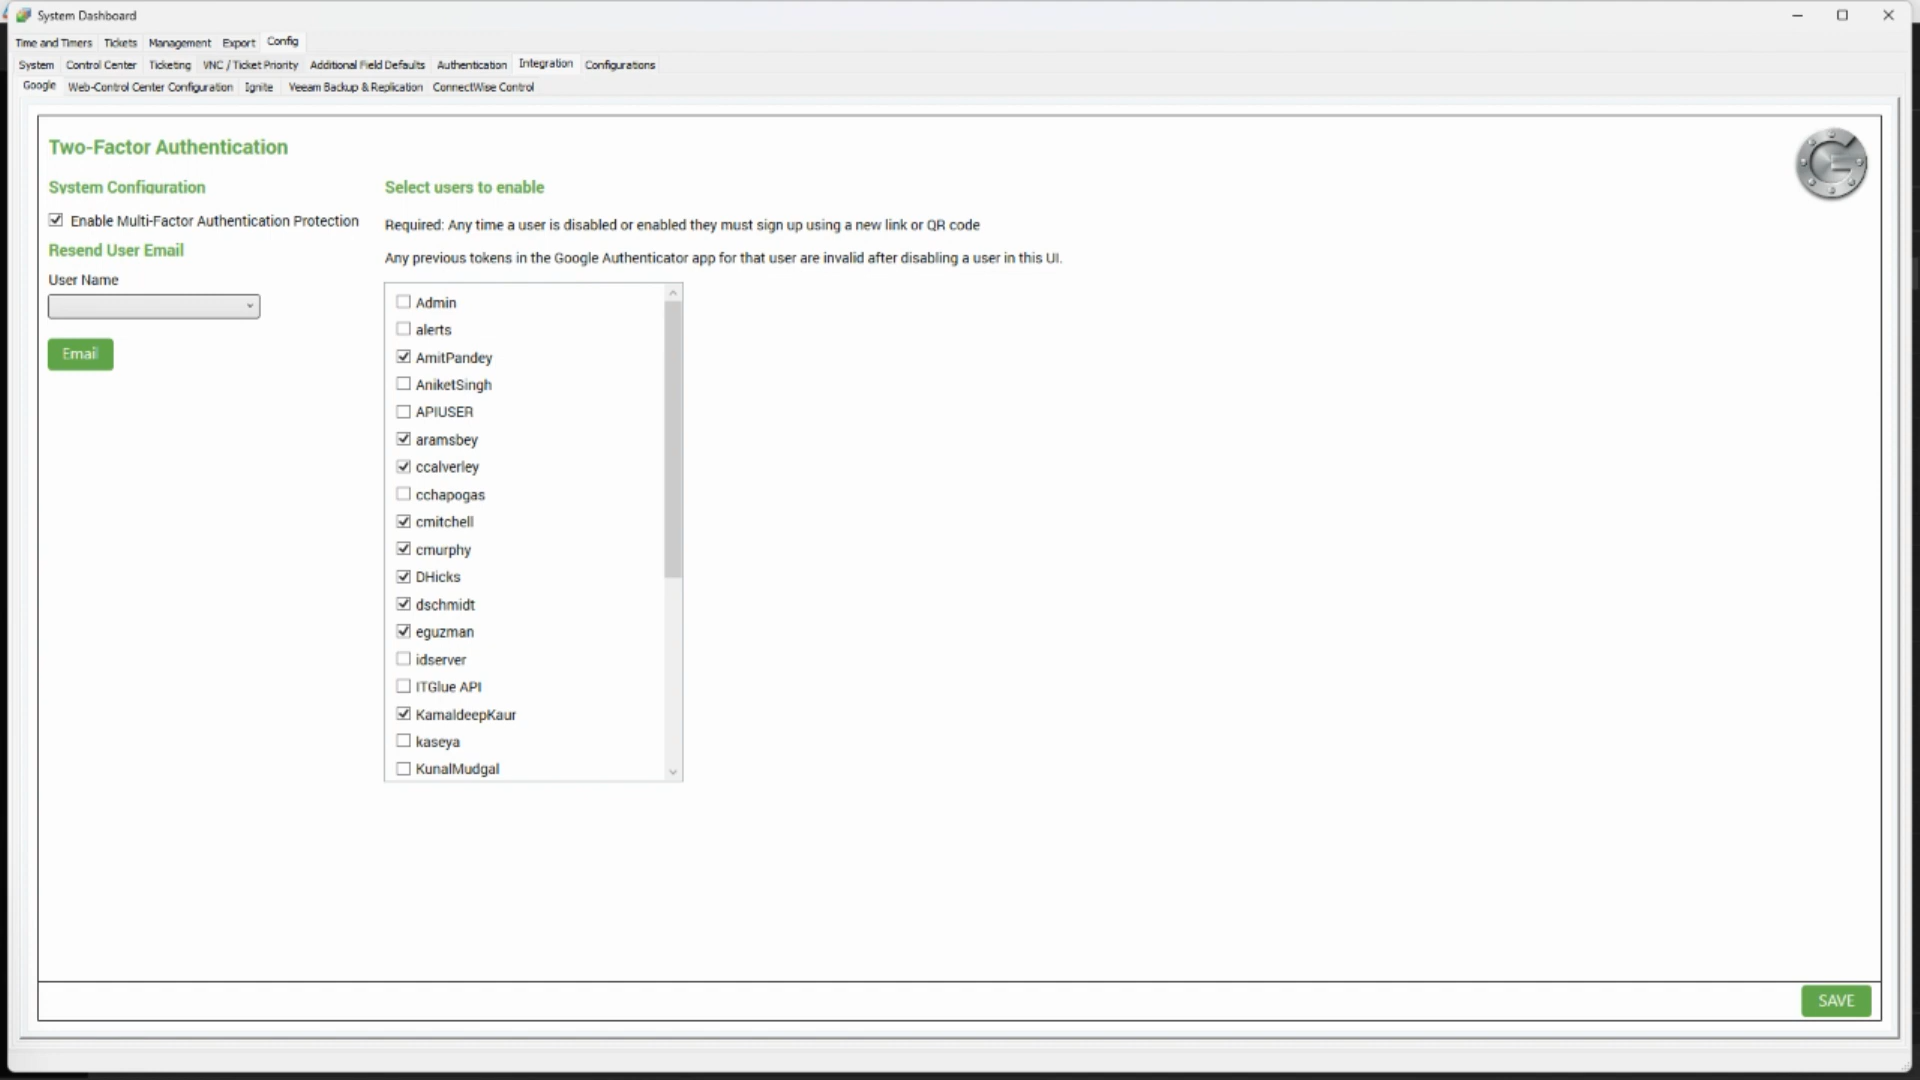 System Dashboard
Time and Timers Tickets Management Export Config
System Control Center Ticketing VNC / Ticket Priority Additional Field Defaults Authentication Integration Configurations
Google Web-Control Center Configuration Ignite Veeam Backup & Replication ConnectWise Control
Two-Factor Authentication
System Configuration
Enable Multi-Factor Authentication Protection
Resend User Email
User Name
Email
Select users to enable
Required: Any time a user is disabled or enabled they must sign up using a new link or QR code
Any previous tokens in the Google Authenticator app for that user are invalid after disabling a user in this UI.
Admin
alerts
AmitPandey
AniketSingh
APIUSER
aramsbey
ccalverley
cchapogas
cmitchell
cmurphy
DHicks
dschmidt
eguzman
idserver
ITGlue API
KamaldeepKaur
kaseya
KunalMudgal
SAVE